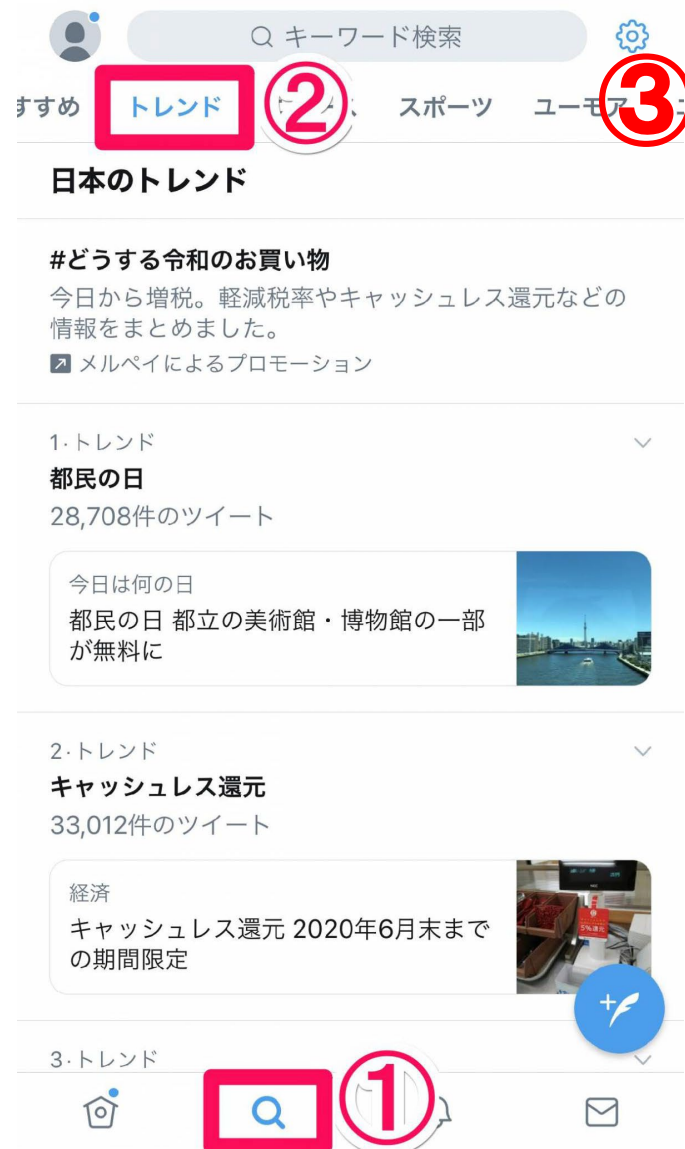 キーワード検索
すすめ トレンド ② スポーツ ユーモア ③
日本のトレンド
#どうする令和のお買い物
今日から増税。軽減税率やキャッシュレス還元などの
情報をまとめました。
メルペイによるプロモーション
1·トレンド
都民の日
28,708件のツイート
今日は何の日
都民の日 都立の美術館・博物館の一部
が無料に
2·トレンド
キャッシュレス還元
33,012件のツイート
経済
キャッシュレス還元 2020年6月末まで
の期間限定
5%還元
3·トレンド
①